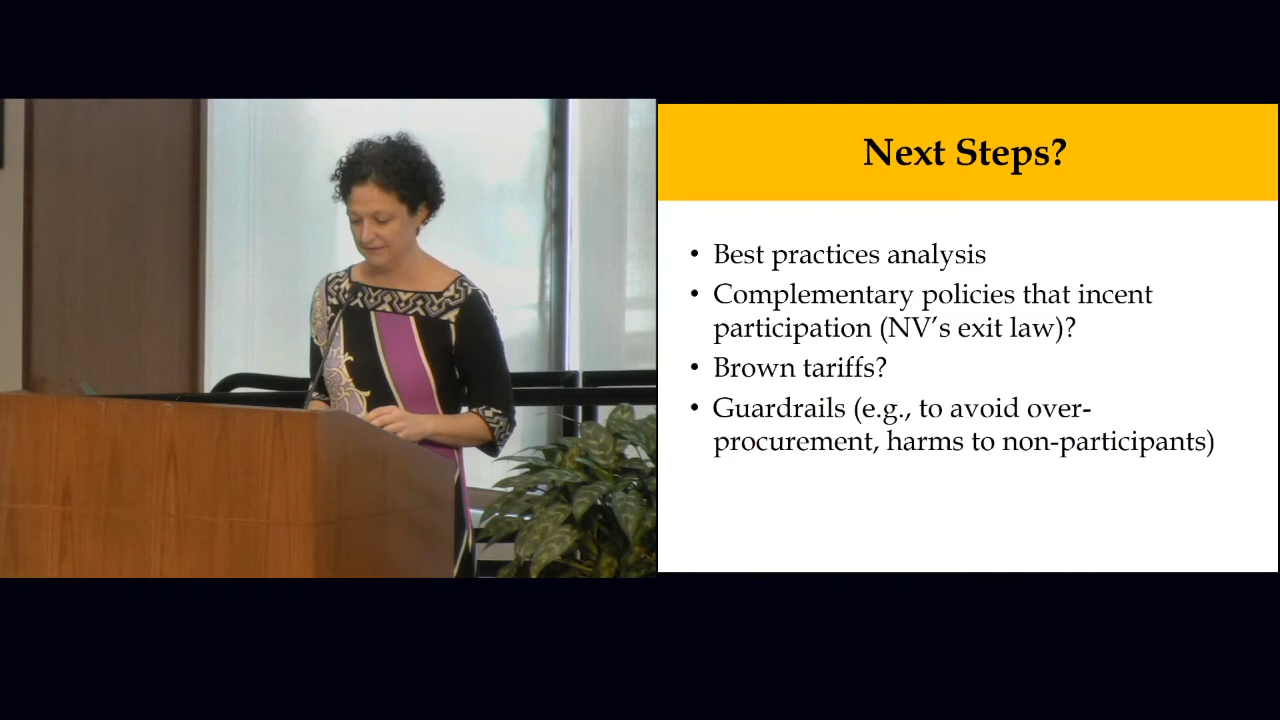 Next Steps?
• Best practices analysis
• Complementary policies that incent
participation (NV’s exit law)?
• Brown tariffs?
• Guardrails (e.g., to avoid over-
procurement, harms to non-participants)